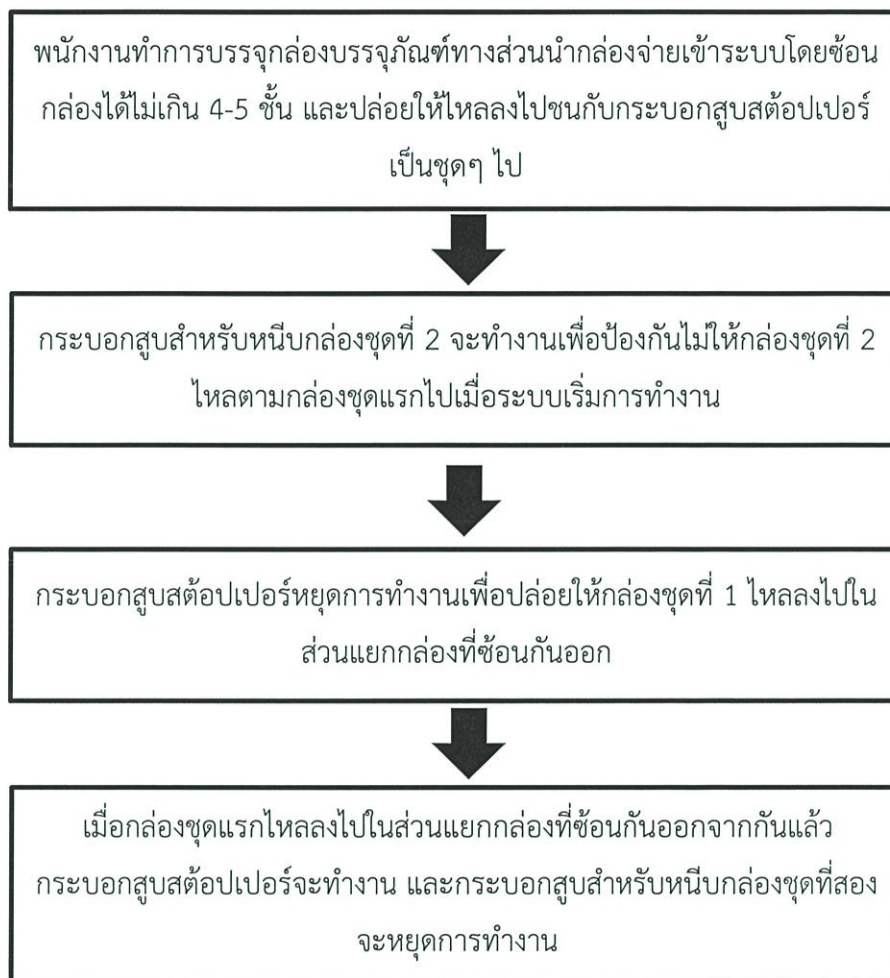 พนักงานทำการบรรจุกล่องบรรจุภัณฑ์ทางส่วนนำกล่องจ่ายเข้าระบบโดยซ้อน
กล่องได้ไม่เกิน 4-5 ชั้น และปล่อยให้ไหลลงไปชนกับกระบอกสูบสต้อปเปอร์
เป็นชุดๆ ไป
กระบอกสูบสำหรับหนีบกล่องชุดที่ 2 จะทำงานเพื่อป้องกันไม่ให้กล่องชุดที่ 2
ไหลตามกล่องชุดแรกไปเมื่อระบบเริ่มการทำงาน
กระบอกสูบสต้อปเปอร์หยุดการทำงานเพื่อปล่อยให้กล่องชุดที่ 1 ไหลลงไปใน
ส่วนแยกกล่องที่ซ้อนกันออก
เมื่อกล่องชุดแรกไหลลงไปในส่วนแยกกล่องที่ซ้อนกันออกจากกันแล้ว
กระบอกสูบสต้อปเปอร์จะทำงาน และกระบอกสูบสำหรับหนีบกล่องชุดที่สอง
จะหยุดการทำงาน